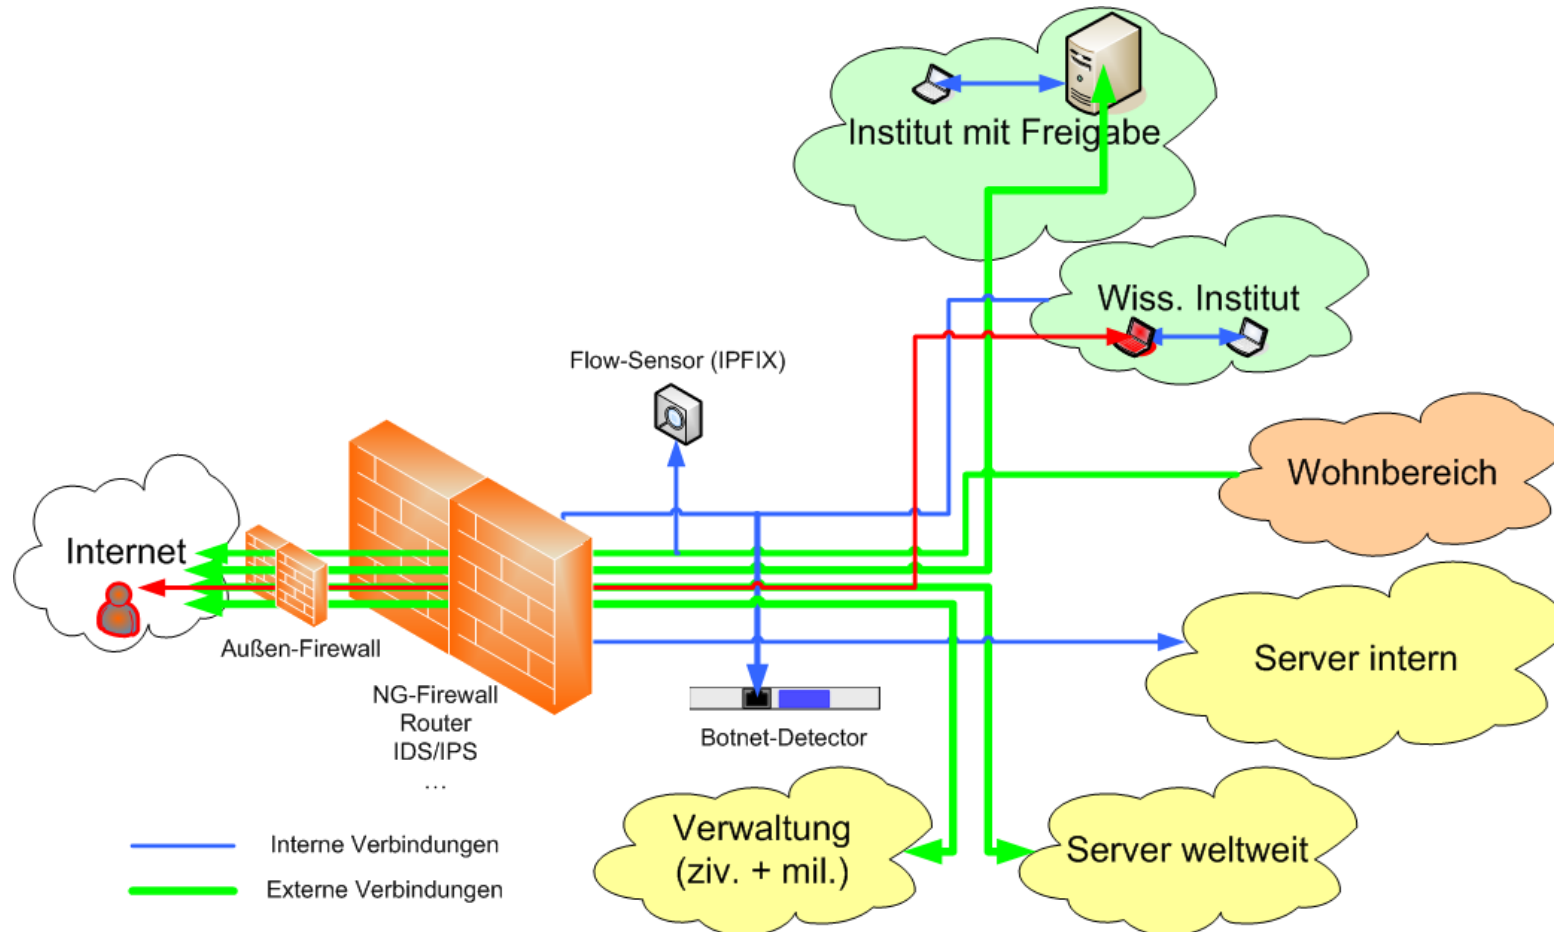 Institut mit Freigabe
Wiss. Institut
Flow-Sensor (IPFIX)
Wohnbereich
Internet
Außen-Firewall
Server intern
NG-Firewall
Router
IDS/IPS
...
Botnet-Detector
Verwaltung
(ziv. + mil.)
Server weltweit
Interne Verbindungen
Externe Verbindungen